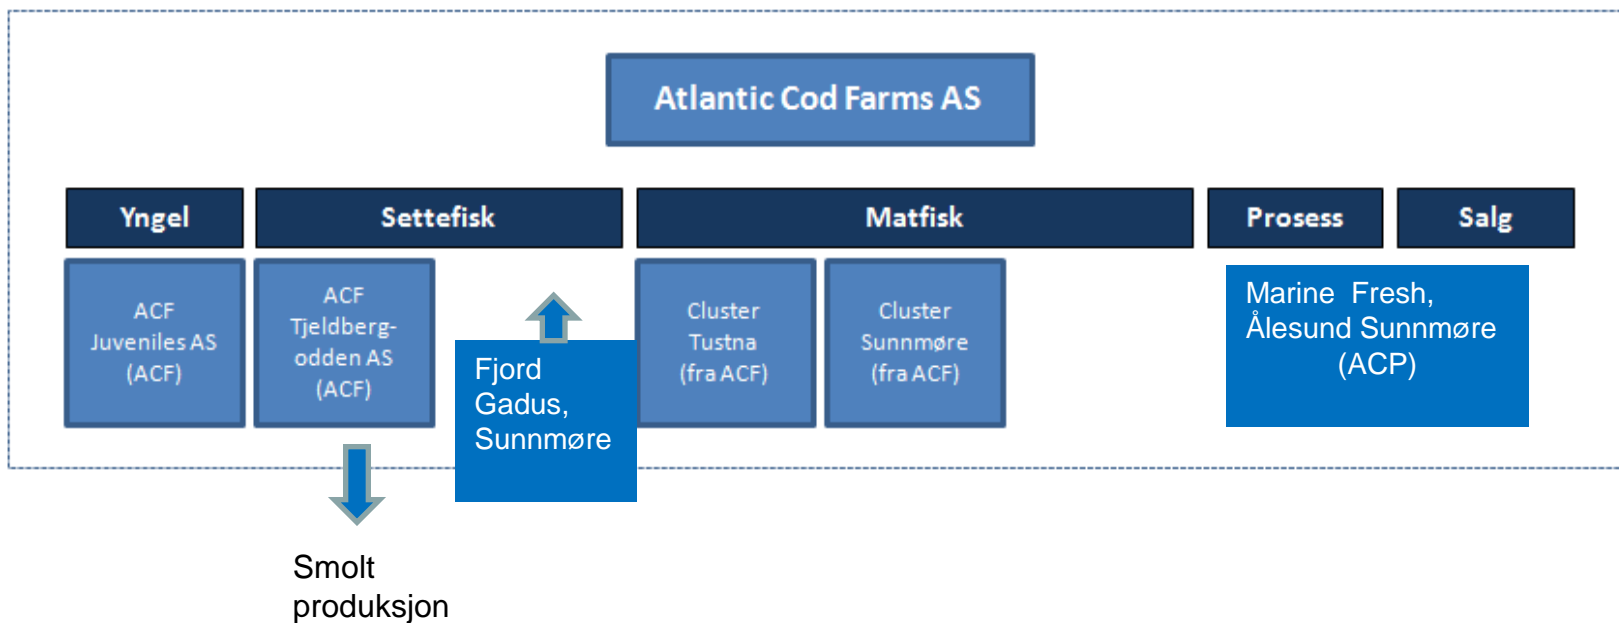 Atlantic Cod Farms AS
Yngel
Settefisk
Matfisk
Prosess
Salg
ACF
Juveniles AS
(ACF)
ACF
Tjeldberg-
odden AS
(ACF)
Fjord
Gadus,
Sunnmøre
Cluster
Tustna
(fra ACF)
Cluster
Sunnmøre
(fra ACF)
Marine Fresh,
Ålesund Sunnmøre
(ACP)
Smolt
produksjon